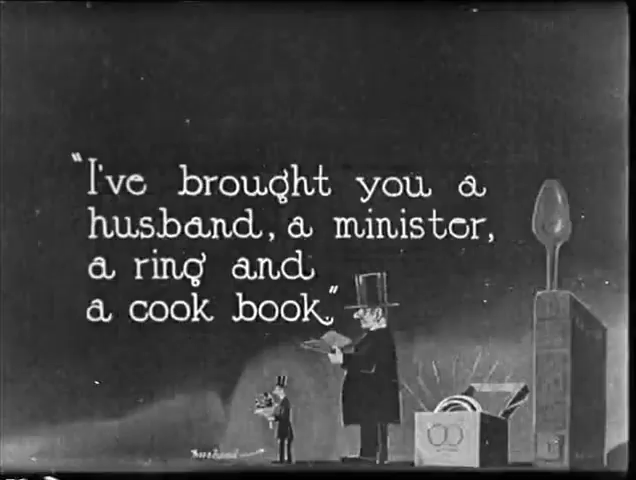 "I've brought you a
husband, a minister,
a ring and
a cook book."